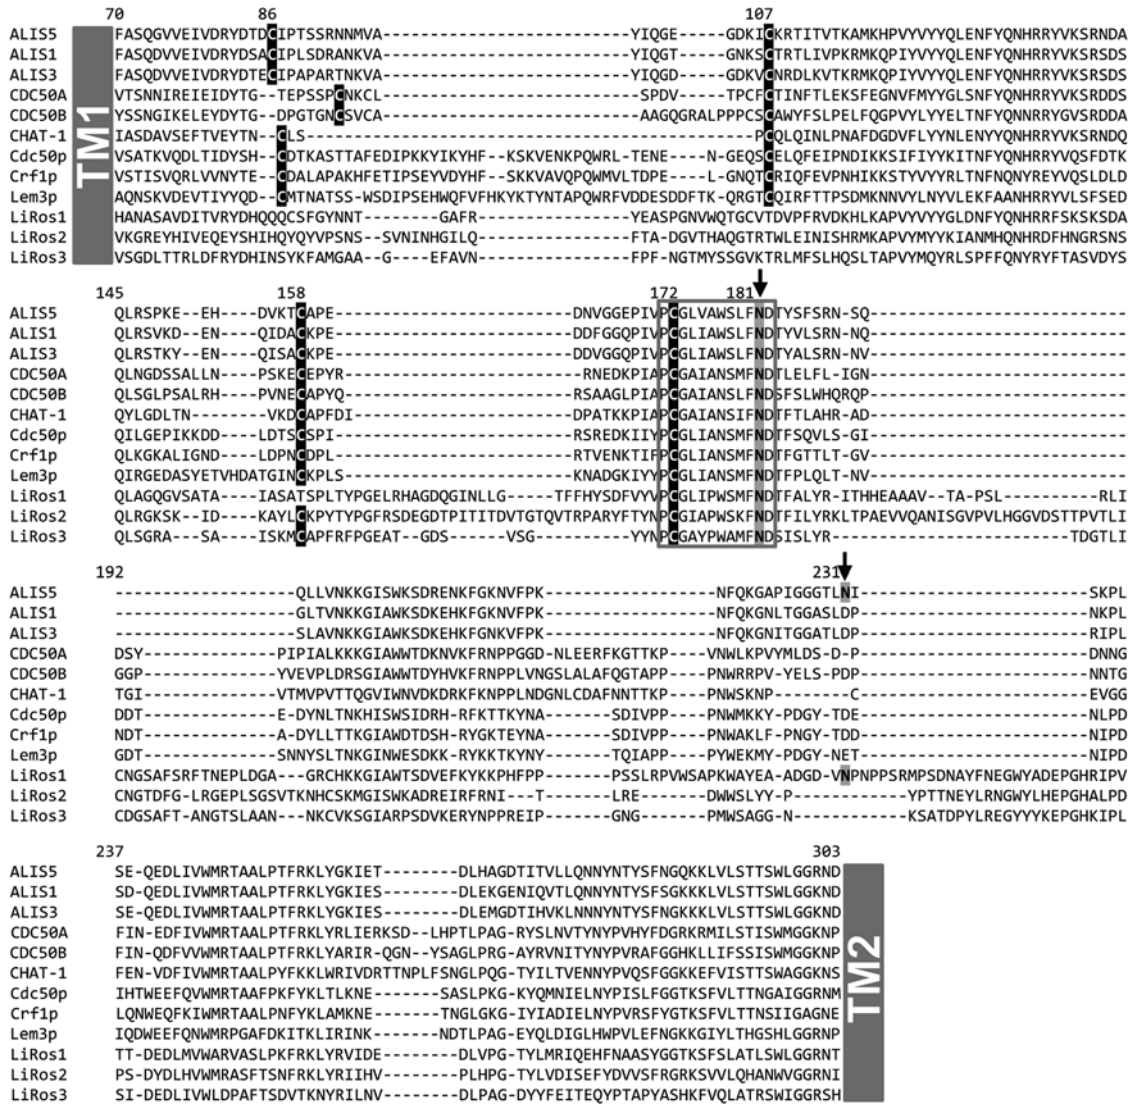 70 86 107
ALIS5 FASQGVVEIVDRYDTDCIPTSSRNNMVA--------------------------YIQGE-----GDKICKRTITVTKAMKHPVYVYYQLENFYQNHRRYVKSRNDA
ALIS1 FASQDVVEIVDRYDSACIPLSDRANKVA--------------------------YIQGT-----GNKSCTRTLIVPKRMKQPIYVYYQLENFYQNHRRYVKSRSDS
ALIS3 FASQDVVEIVDRYDTECIPAPARTNKVA--------------------------YIQGD-----GDKVCNRDLKVTKRMKQPIYVYYQLENFYQNHRRYVKSRSDS
CDC50A VTSNNIREIEIDYTG--TEPSSPCNKCL--------------------------SPDV------TPCFCTINFTLEKSFEGNVFMYYGLSNFYQNHRRYVKSRDDS
CDC50B YSSNGIKELEYDYTG--DPGTGNCSVCA--------------------------AAGQGRALPPPCSCAWYFSLPELFQGPVYLYYELTNFYQNNRRYGVSRDDA
CHAT-1 IASDAVSEFTVEYTN---CLS---------------------------------------------PCQLQINLPNAFDGDVFLYYNLENYYQNHRRYVKSRNDQ
Cdc50p VSATKVQDLTIDYSH---CDTKASTTAFEDIPKKYIKYHF--KSKVENKPQWRL-TENE----N-GEQSCELQFEIPNDIKKSIFIYYKITNFYQNHRRYVQSFDTK
Crf1p VSTISVQRLVVNYTE---CDALAPAKHFETIPSEYVDYHF--SKKVAVQPQWMVLTDPE----L-GNQTCRIQFEVPNHIKKSTYVYYRLTNFNQNYREYVQSLDLD
Lem3p AQNSKVDEVTIYYQD---CMTNATSS-WSDIPSEHWQFVFHKYKTYNTAPQWRFVDDESDDFTK-QRGTCQIRFTTPSDMKNNVYLNYVLEKFAANHRRYVLSFSED
LiRos1 HANASAVDITVRYDHQQQCSFGYNNT-------GAFR-----------------YEASPGNVWQTGCVTDVPFRVDKHLKAPVYVYYGLDNFYQNHRRFSKSKSDA
LiRos2 VKGREYHIVEQEYSHIHQYQYVPSNS---SVNINHGILQ---------------FTA--DGVTHAQGTRTWLEINISHRMKAPVYMYYKIANMHQNHRDFHNGRSNS
LiRos3 VSGDLTTRLDFRYDHINSYKFAMGAA---G----EFAVN---------------FPF--NGTMYSSGVKTRLMFSLHQSLTAPVYMQYRLSPFFQNYRYFTASVDYS
TM1
145 158 172 181
ALIS5 QLRSPKE--EH----DVKTCAPE-------------------------DNVGGEPIVPCGLVAWSLFNDTYSFSRN-SQ---------------------------
ALIS1 QLRSVKD--EN----QIDACKPE-------------------------DDFGGQPIVPCGLIAWSLFNDTYVLSRN-NQ---------------------------
ALIS3 QLRSTKY--EN----QISACKPE-------------------------DDVGGQPIVPCGLIAWSLFNDTYALSRN-NV---------------------------
CDC50A QLNGDSSALLN----PSKECEPYR-------------------------RNEDKPIAPCGAIANSMFNDTLELFL-IGN---------------------------
CDC50B QLSGLPSALRH----PVNECAPYQ------------------------RSAAGLPIAPCGAIANSMFNDSFSLWHQRQP---------------------------
CHAT-1 QYLGDLTN-------VKDCAPFDI-----------------------DPATKKPIAPCGAIANSIFNDTFTLAHR-AD----------------------------
Cdc50p QILGEPIKKDD----LDTSCSPI-------------------------RSREDKIIYPCGLIANSMFNDTFSQVLS-GI---------------------------
Crf1p QLKGKALIGND----LDPNCDPL-------------------------RTVENKTIFPCGLIANSMFNDTFGTTLT-GV---------------------------
Lem3p QIRGEDASYETVHDATGINCKPLS------------------------KNADGKIYYPCGLIANSMFNDTFPLQLT-NV---------------------------
LiRos1 QLAGQGVSATA----IASATSPLTYPGELRHAGDQGINLLG------TFFHYSDFVYVPCGLIPWSMFNDTFALYR-ITHHEAAAV--TA-PSL---------RLI
LiRos2 QLRGKSK--ID----KAYLCKPYTYPGFRSDEGDTPITITDVTGTQVTRPARYFTYNPCGIAPWSKFNDTFILYRKLTPAEVVQANISGVPVLHGGVDSTTPVTLI
LiRos3 QLSGRA---SA----ISKMCAPFRFPGEAT--GDS-----VSG-----------YYNPCGAYPWAMFNDSISLYR----------------------TDGTLI
192 231
ALIS5 ----------------QLLVNKKGISWKSDRENKFGKNVFPK---------------NFQKGAPIGGGTLNI---------------------SKPL
ALIS1 ----------------GLTVNKKGIAWKSDKEHKFGKNVFPK---------------NFQKGNLTGGASLDP---------------------NKPL
ALIS3 ----------------SLAVNKKGIAWKSDKEHKFGNKVFPK---------------NFQKGNITGGATLDP---------------------RIPL
CDC50A DSY------------PIPIALKKKGIAWWTDKNVKFRNPPGGD-NLEERFKGTTKP----VNWLKPVYMLDS-D-P---------------------DNNG
CDC50B GGP------------YVEVPLDRSGIAWWTDYHVKFRNPPLVNGSLALAFQGTAPP----NWRRPV-YELS-PDP---------------------NNTG
CHAT-1 TGI------------VTMVPVTTQGVIWNVDKDRKFKNPPLNDGNLCDAFNNTTKP----PNWSKNP-----C---------------------EVGG
Cdc50p DDT------------E-DYNLTNKHISWSIDRH-RFKTTKYNA------SDIVPP-----PNWMKKY-PDGY-TDE---------------------NLPD
Crf1p NDT------------A-DYLLTTKGIAWDTDSH-RYGKTEYNA------SDIVPP-----PNWAKLF-PNGY-TDD---------------------NIPD
Lem3p GDT------------SNNYSLTNKGINWESDKK-RYKKTKYNY------TQIAPP-----PYWEKMY-PDGY-NET---------------------NIPD
LiRos1 CNGSAFSRFTNEPLDGA---GRCHKKGIAWTSDVEFKYKKPHFPP-----PSSLRPVWSAPKWAYEA-ADGD-VNPNPPSRMPSDNAYFNEGWYADEPGHRIPV
LiRos2 CNGTDFG-LRGEPLSGSVTKNHCSKMGISWKADREIRFRNI---T------LRE------DWWSLYY-P----------YPTTNEYLRNGWYLHEPGHALPD
LiRos3 CDGSAFT-ANGTSLAAN---NKCVKSGIARPSDVKERYNPPREIP------GNG------PMWSAGG-N----------KSATDPYLREGYYYKEPGHKIPL
237 303
ALIS5 SE-QEDLIVWMRTAALPTFRKLYGKIET--------DLHAGDTITVLLQNNYNTYSFNGQKKLVLSTTSWLGGRND
ALIS1 SD-QEDLIVWMRTAALPTFRKLYGKIES--------DLEKGENIQVTLQNNYNTYSFSGKKKLVLSTTSWLGGRND
ALIS3 SE-QEDLIVWMRTAALPTFRKLYGKIES--------DLEMGDTIHVKLNNNYNTYSFNGKKKLVLSTTSWLGGKND
CDC50A FIN-EDFIVWMRTAALPTFRKLYRLIERKSD--LHPTLPAG-RYSLNVTYNYPVHYFDGRKRMILSTISWMGGKNP
CDC50B FIN-QDFVVWMRTAALPTFRKLYARIR-QGN--YSAGLPRG-AYRVNITYNYPVRAFGGHKLLIFSSISWMGGKNP
CHAT-1 FEN-VDFIVWMRTAALPYFKKLWRIVDRTTNPLFSNGLPQG-TYILTVENNYPVQSFGGKKEFVISTTSWAGGKNS
Cdc50p IHTWEEFQVWMRTAAFPKFYKLTLKNE-------SASLPKG-KYQMNIELNYPISLFGGTKSFVLTTNGAIGGRNM
Crf1p LQNWEQFKIWMRTAALPNFYKLAMKNE-------TNGLGKG-IYIADIELNYPVRSFYGTKSFVLTTNSIIGAGNE
Lem3p IQDWEEFQNWMRPGAFDKITKLIRINK------NDTLPAG-EYQLDIGLHWPVLEFNGKKGIYLTHGSHLGGRNP
LiRos1 TT-DEDLMVWARVASLPKFRKLYRVIDE--------DLVPG-TYLMRIQEHFNAASYGGTKSFSLATLSWLGGRNT
LiRos2 PS-DYDLHVWMRASFTSNFRKLYRIIHV--------PLHPG-TYLVDISEFYDVVSFRGRKSVVLQHANWVGGRNI
LiRos3 SI-DEDLIVWLDPAFTSDVTKNYRILNV--------DLPAG-DYYFEITEQYPTAPYASHKFVQLATRSWIGGRSH
TM2